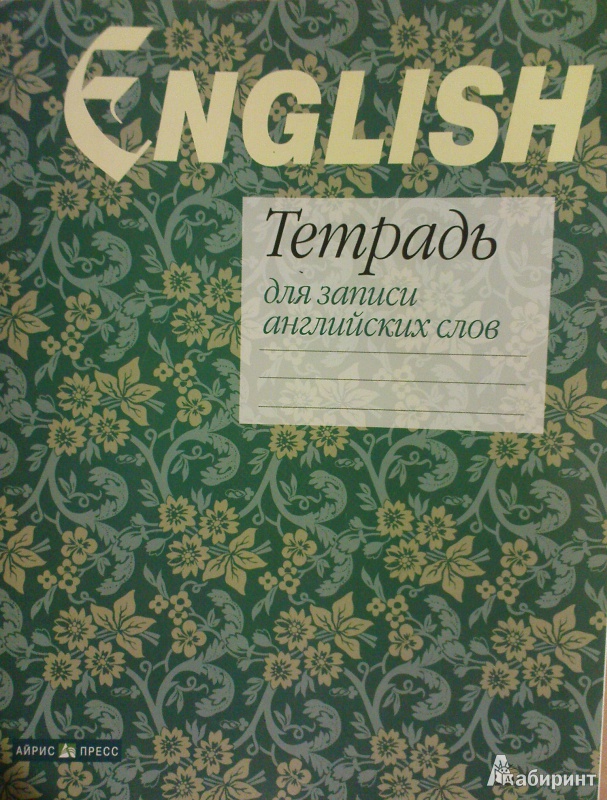 ENGLISH
Тетрадь
для записи
английских слов
АЙРИС ПРЕСС
Лабиринт